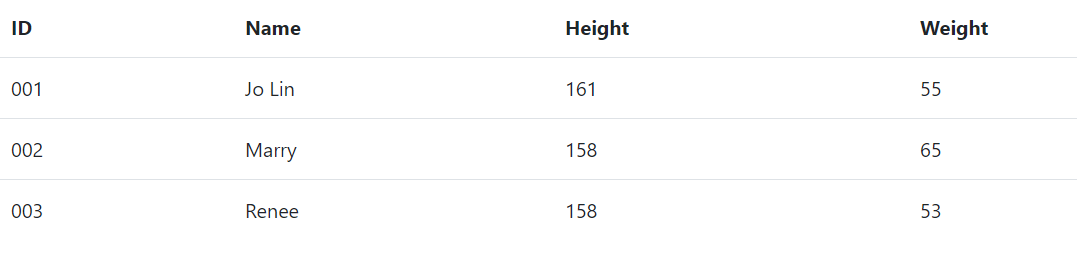 ID Name Height Weight
001 Jo Lin 161 55
002 Marry 158 65
003 Renee 158 53